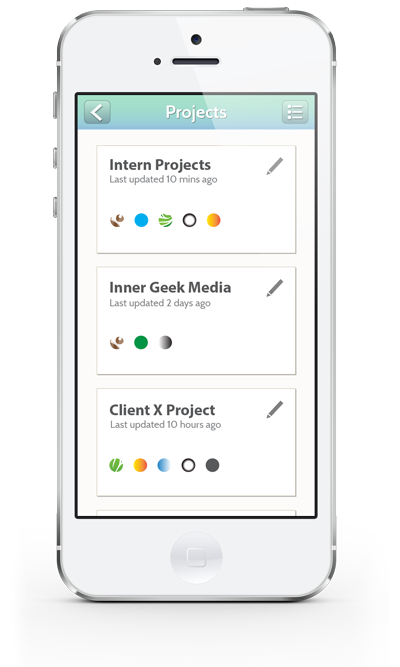 Projects
Intern Projects
Last updated 10 mins ago
Inner Geek Media
Last updated 2 days ago
Client X Project
Last updated 10 hours ago